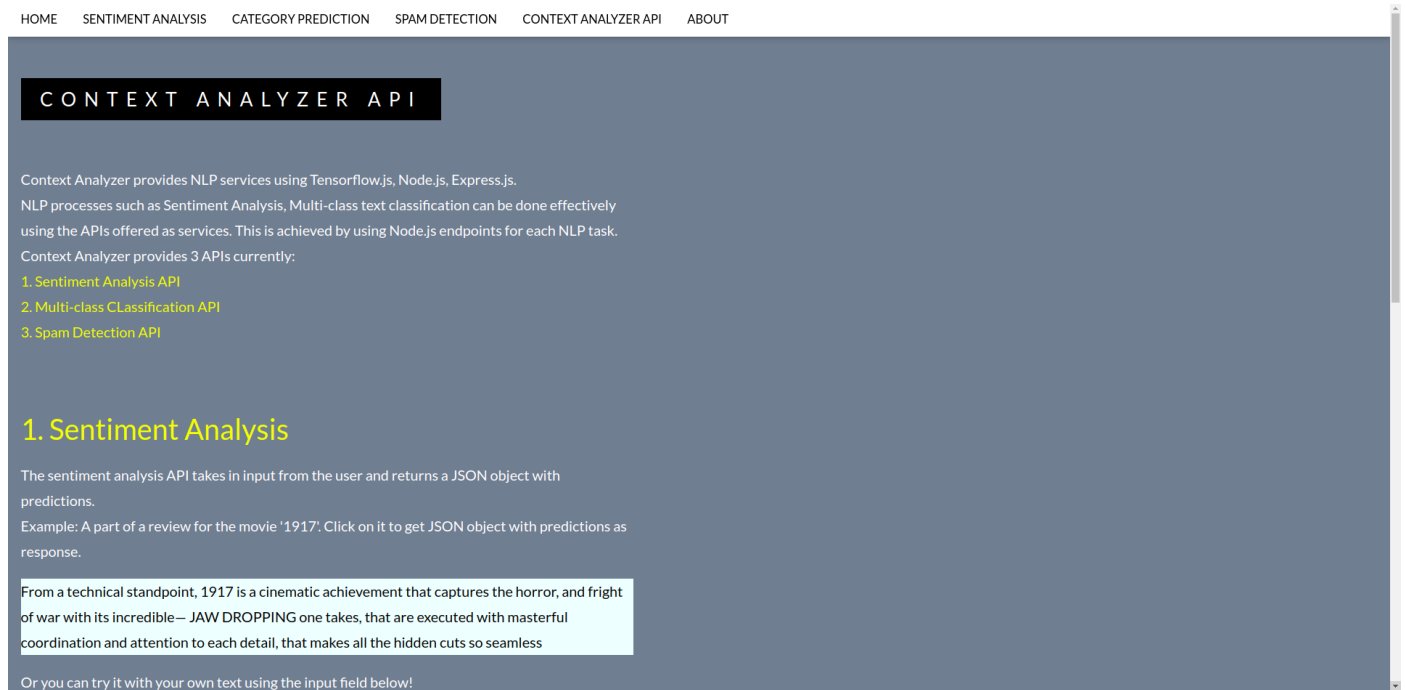 HOME SENTIMENT ANALYSIS CATEGORY PREDICTION SPAM DETECTION CONTEXT ANALYZER API ABOUT
CONTEXT ANALYZER API
Context Analyzer provides NLP services using Tensorflow.js, Node.js, Express.js.
NLP processes such as Sentiment Analysis, Multi-class text classification can be done effectively
using the APIs offered as services. This is achieved by using Node.js endpoints for each NLP task.
Context Analyzer provides 3 APIs currently:
1. Sentiment Analysis API
2. Multi-class CLassification API
3. Spam Detection API
1. Sentiment Analysis
The sentiment analysis API takes in input from the user and returns a JSON object with
predictions.
Example: A part of a review for the movie '1917'. Click on it to get JSON object with predictions as
response.
From a technical standpoint, 1917 is a cinematic achievement that captures the horror, and fright
of war with its incredible— JAW DROPPING one takes, that are executed with masterful
coordination and attention to each detail, that makes all the hidden cuts so seamless
Or you can try it with your own text using the input field below!